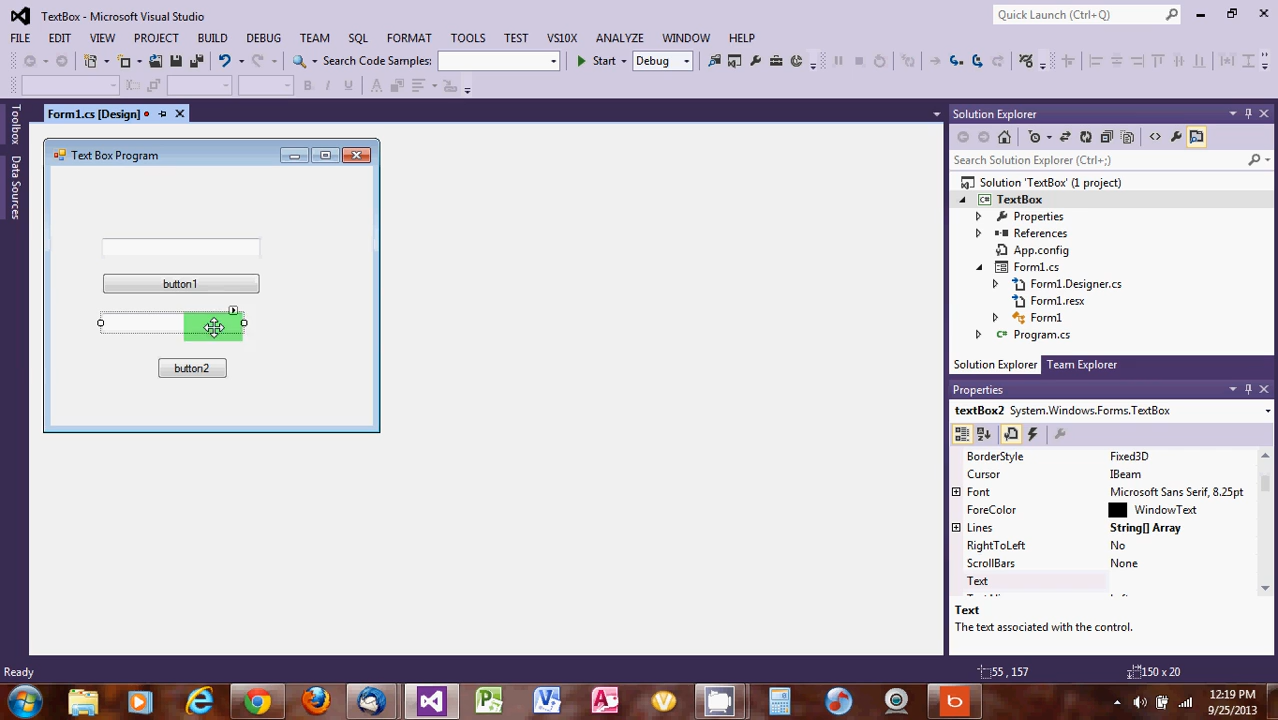 TextBox - Microsoft Visual Studio
Quick Launch (Ctrl+Q)
FILE EDIT VIEW PROJECT BUILD DEBUG TEAM SQL FORMAT TOOLS TEST VS10X ANALYZE WINDOW HELP
Search Code Samples: Start Debug
B I U
Toolbox
Data Sources
Form1.cs [Design]
Text Box Program
button1
button2
Solution Explorer
Search Solution Explorer (Ctrl+;)
Solution 'TextBox' (1 project)
C# TextBox
Properties
References
App.config
Form1.cs
Form1.Designer.cs
Form1.resx
Form1
C# Program.cs
Solution Explorer Team Explorer
Properties
textBox2 System.Windows.Forms.TextBox
BorderStyle Fixed3D
Cursor IBeam
Font Microsoft Sans Serif, 8.25pt
ForeColor WindowText
Lines String[] Array
RightToLeft No
ScrollBars None
Text
Text
The text associated with the control.
Ready
55 , 157
150 x 20
12:19 PM
9/25/2013